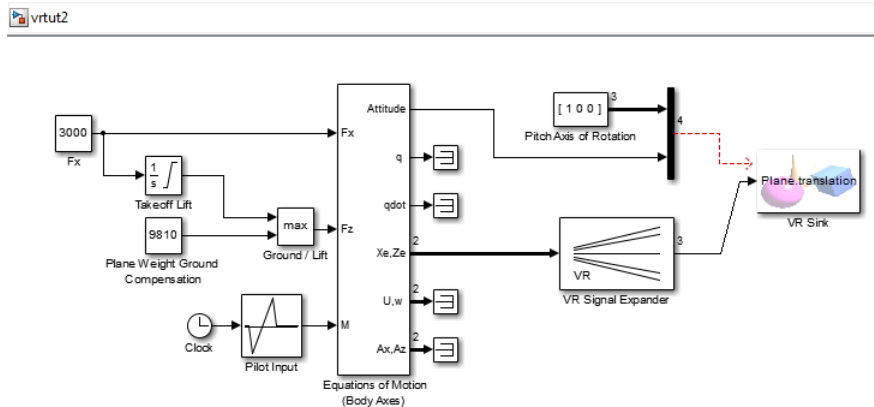 vrtut2
3000
Fx
1
s
Takeoff Lift
9810
Plane Weight Ground
Compensation
max
Ground / Lift
Clock
Pilot Input
Fx
Fz
M
Attitude
q
qdot
Xe,Ze
U,w
Ax,Az
2
2
2
Equations of Motion
(Body Axes)
[ 1 0 0 ]
3
Pitch Axis of Rotation
4
VR
3
VR Signal Expander
Plane.translation
VR Sink